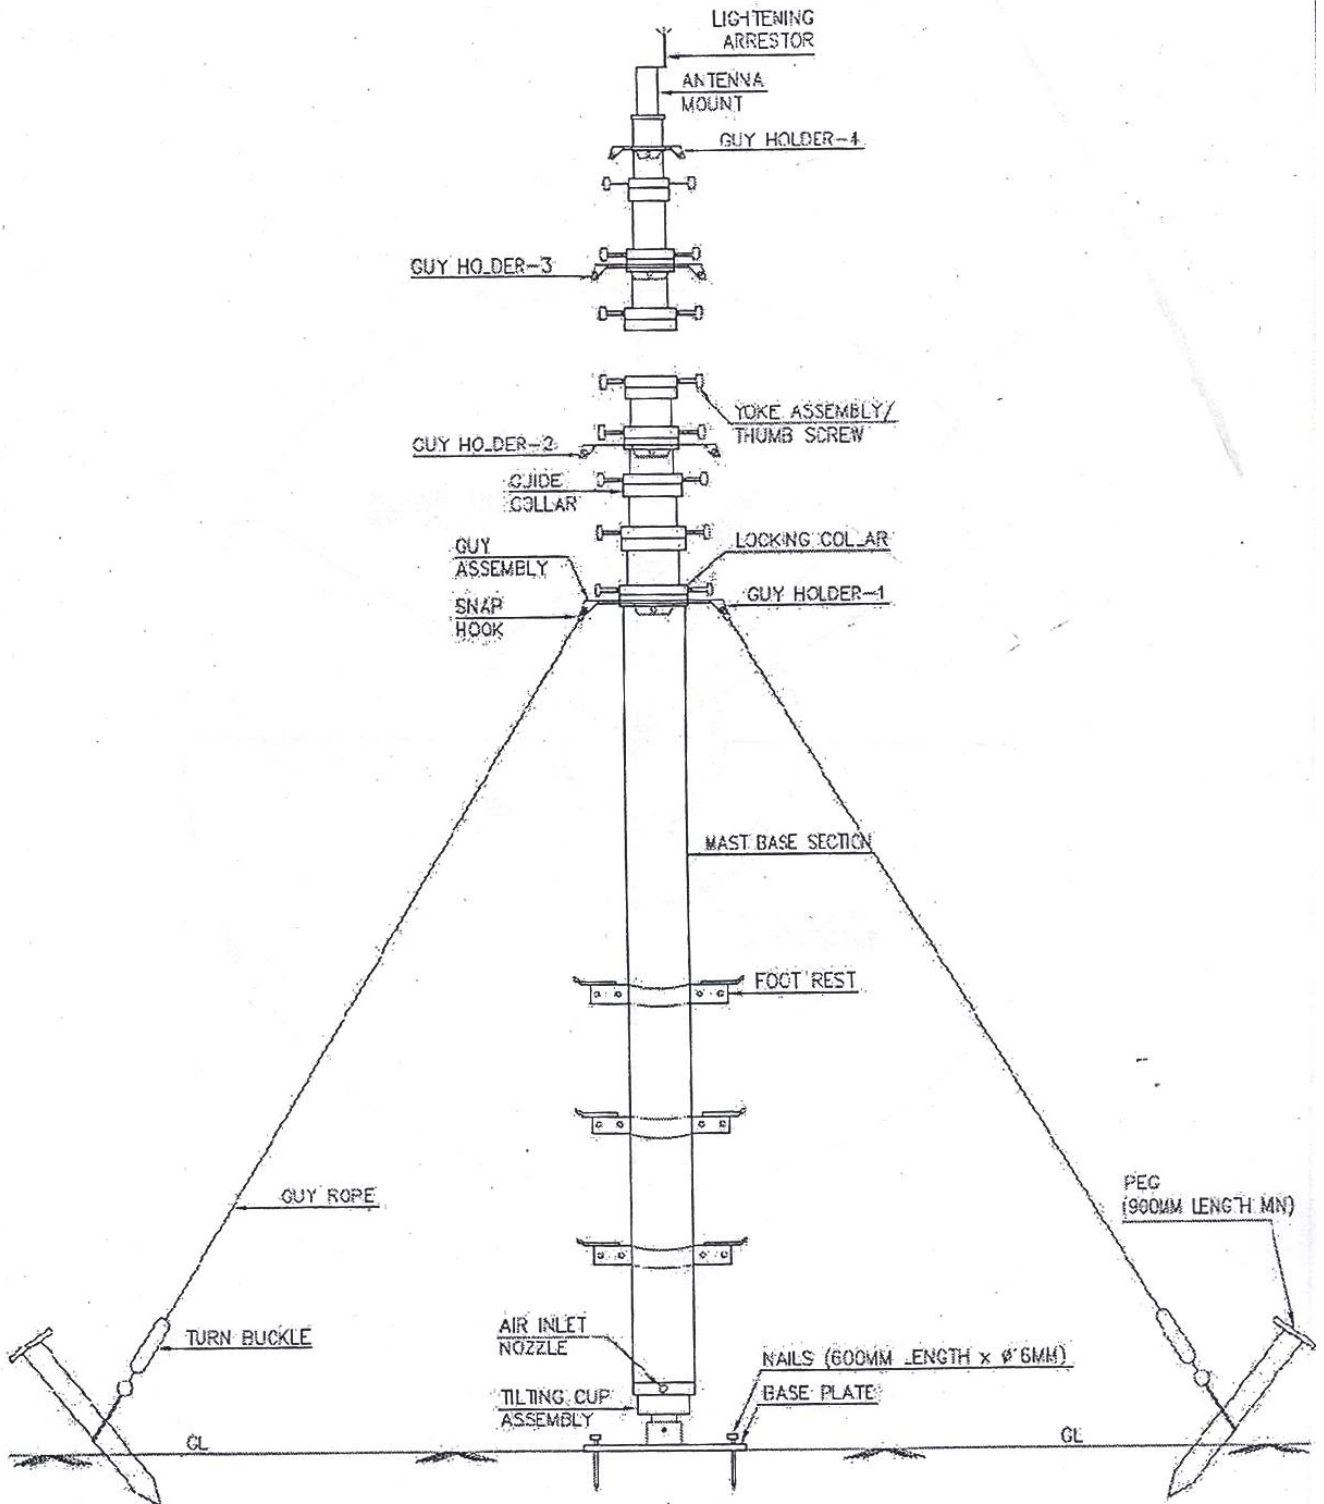 LIGHTENING
ARRESTOR
ANTENNA
MOUNT
GUY HOLDER-4
GUY HOLDER-3
YOKE ASSEMBLY/
THUMB SCREW
GUY HOLDER-2
GUIDE
COLLAR
GUY
ASSEMBLY
LOCKING COLLAR
SNAP
HOOK
GUY HOLDER-1
MAST BASE SECTION
FOOT REST
GUY ROPE
PEG
(900MM LENGTH MN)
TURN BUCKLE
AIR INLET
NOZZLE
NAILS (600MM LENGTH x Ø16MM)
TILTING CUP
ASSEMBLY
BASE PLATE
GL
GL